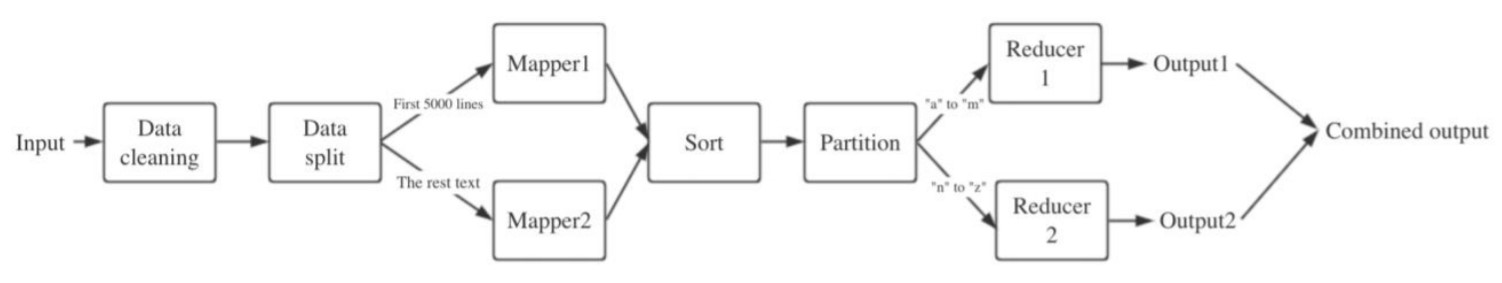 Input
Data
cleaning
Data
split
First 5000 lines
The rest text
Mapper1
Mapper2
Sort
Partition
"a" to "m"
"n" to "z"
Reducer
1
Reducer
2
Output1
Output2
Combined output